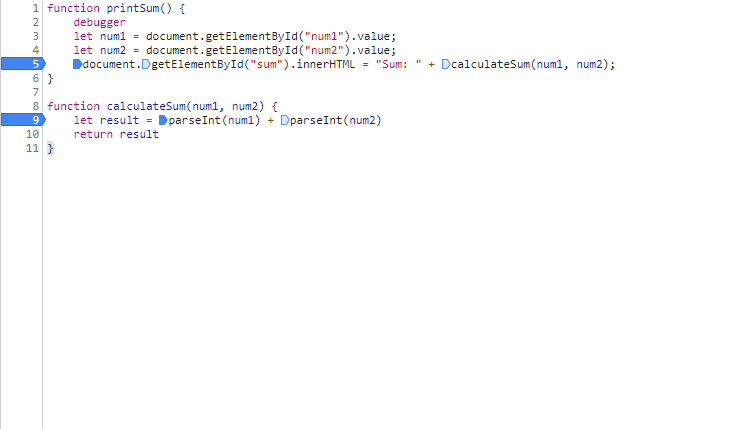 1 function printSum() {
2     debugger
3     let num1 = document.getElementById("num1").value;
4     let num2 = document.getElementById("num2").value;
5     document.getElementById("sum").innerHTML = "Sum: " + calculateSum(num1, num2);
6 }
7
8 function calculateSum(num1, num2) {
9     let result = parseInt(num1) + parseInt(num2)
10     return result
11 }